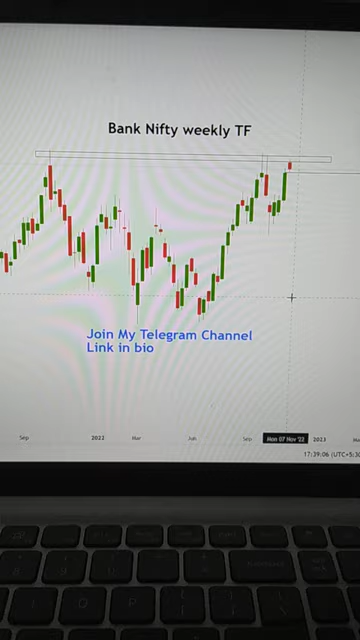 Bank Nifty weekly TF
Join My Telegram Channel
Link in bio
Sep
2022
Mar
Jun
Sep
Mon 07 Nov '22
2023
17:39:06 (UTC+5:30